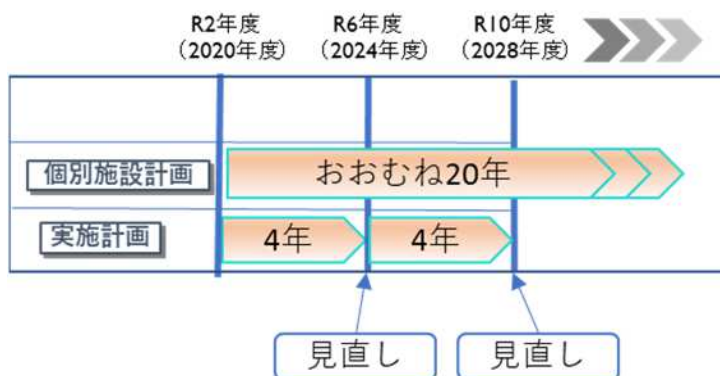 R2年度 R6年度 R10年度
（2020年度） （2024年度） （2028年度）
個別施設計画 おおむね20年
実施計画 4年 4年
見直し 見直し